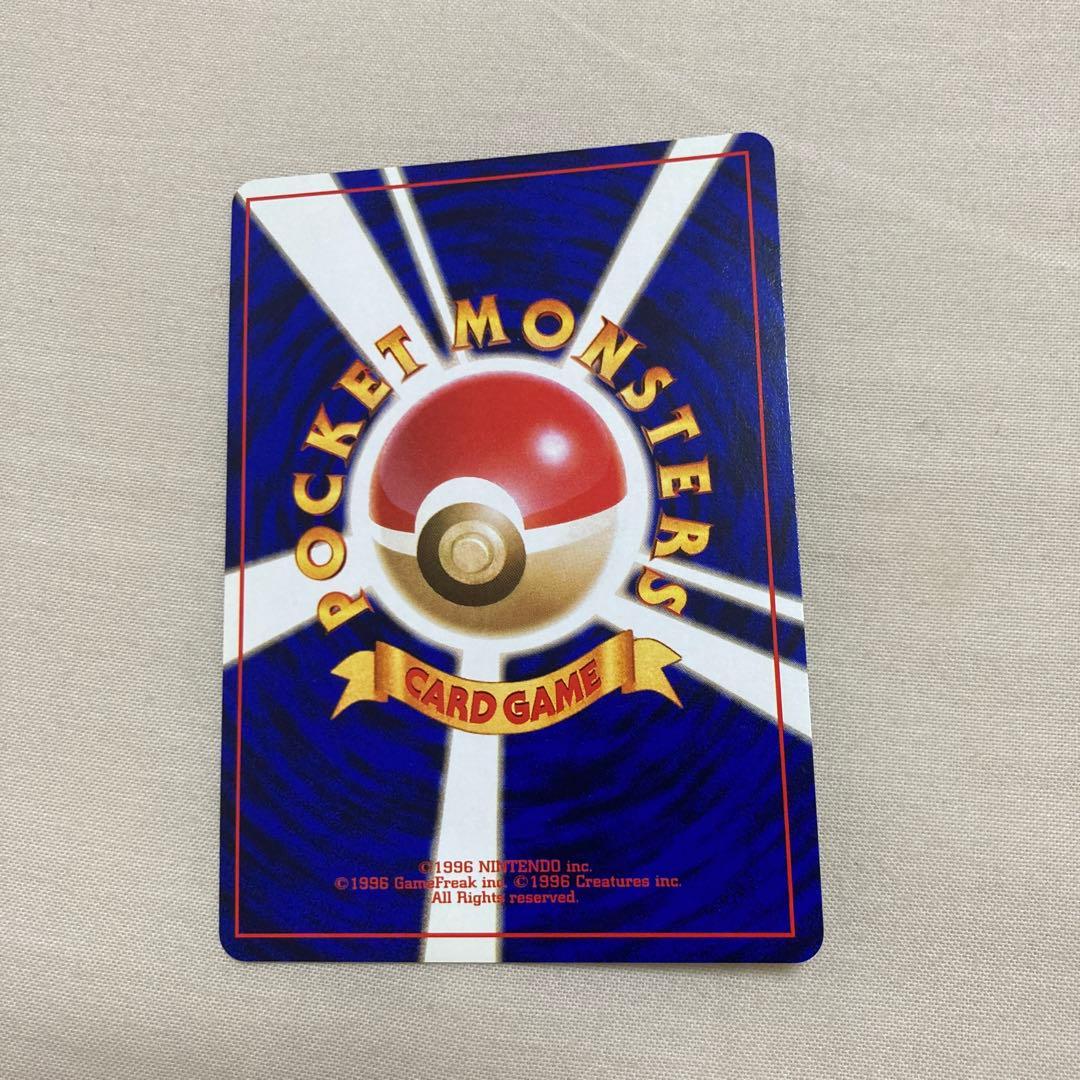 POCKET MONSTERS
CARD GAME
©1996 NINTENDO inc.
©1996 GameFreak inc. ©1996 Creatures inc.
All Rights reserved.